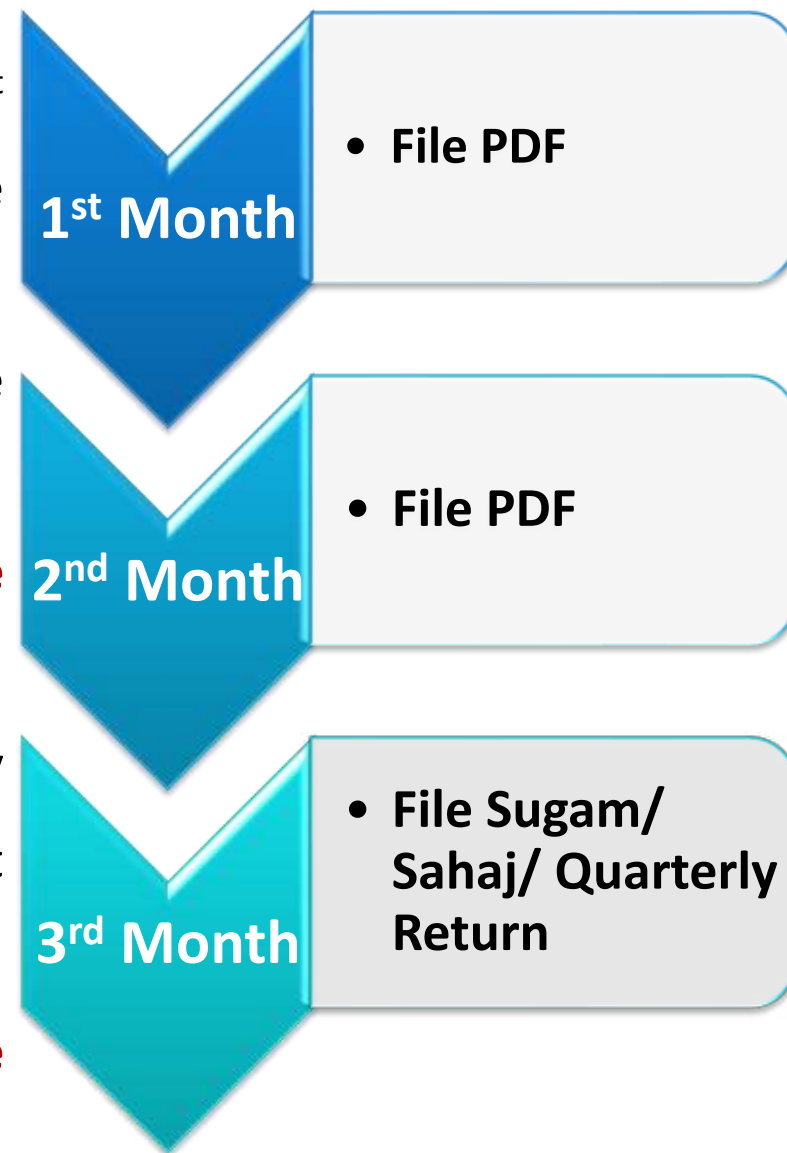 1st Month
• File PDF
2nd Month
• File PDF
3rd Month
• File Sugam/
Sahaj/ Quarterly
Return